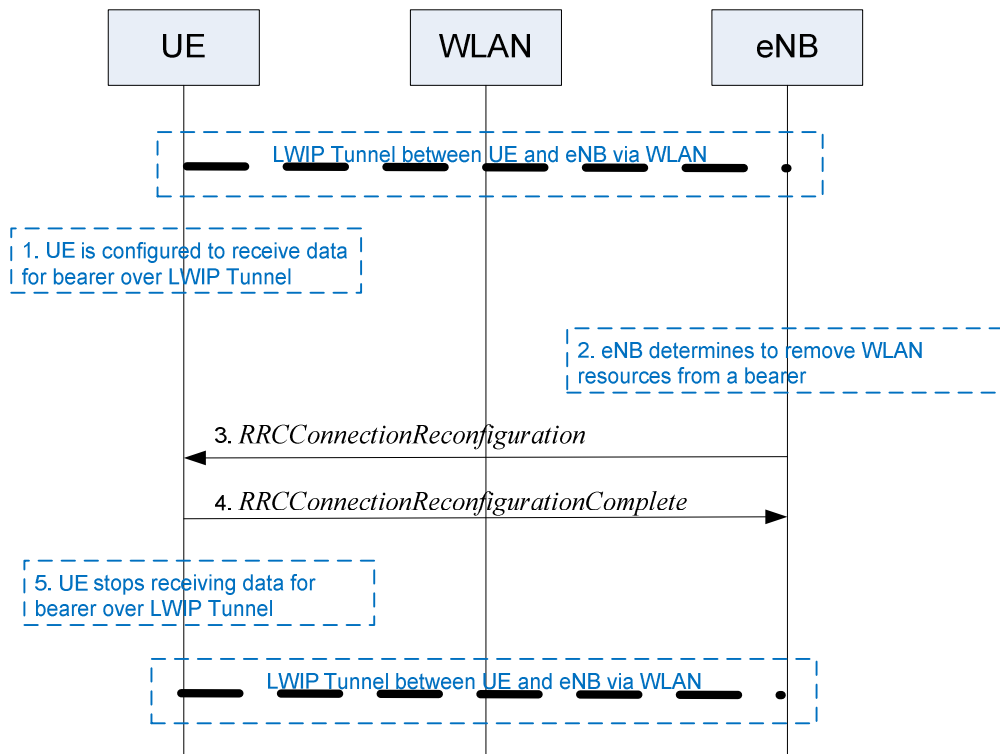 UE
WLAN
eNB
LWIP Tunnel between UE and eNB via WLAN
1. UE is configured to receive data
for bearer over LWIP Tunnel
2. eNB determines to remove WLAN
resources from a bearer
3. RRCConnectionReconfiguration
4. RRCConnectionReconfigurationComplete
5. UE stops receiving data for
bearer over LWIP Tunnel
LWIP Tunnel between UE and eNB via WLAN